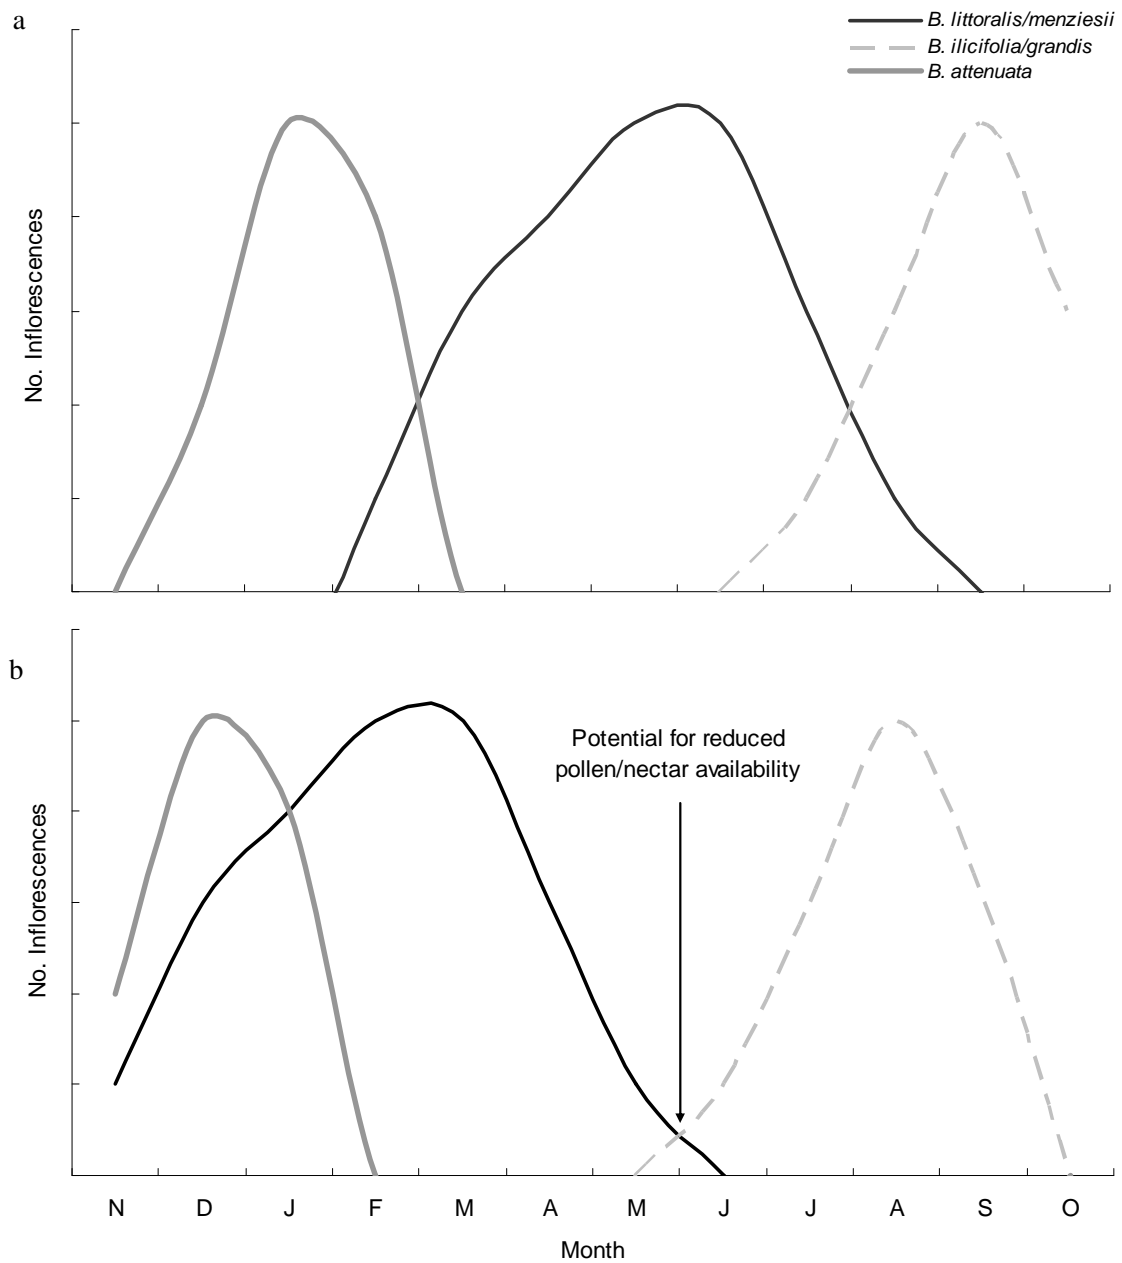 a
B. littoralis/menziesii
B. ilicifolia/grandis
B. attenuata
No. Inflorescences
b
Potential for reduced
pollen/nectar availability
No. Inflorescences
N D J F M A M J J A S O
Month